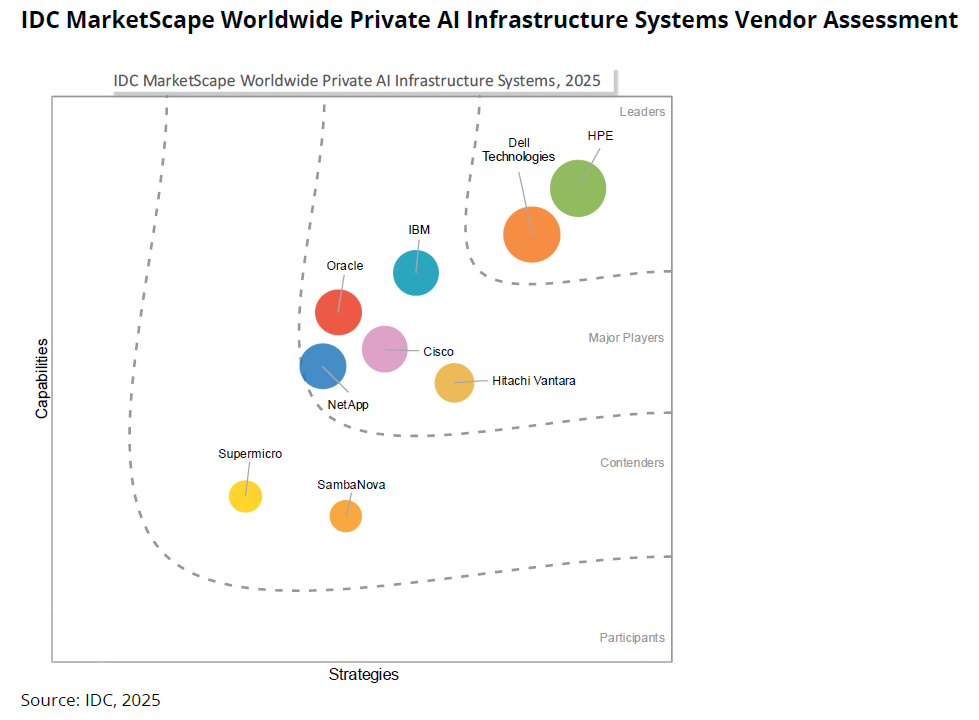 IDC MarketScape Worldwide Private AI Infrastructure Systems Vendor Assessment
IDC MarketScape Worldwide Private AI Infrastructure Systems, 2025
Leaders
HPE
Dell
Technologies
IBM
Oracle
Major Players
Cisco
Hitachi Vantara
NetApp
Capabilities
Supermicro
Contenders
SambaNova
Participants
Strategies
Source: IDC, 2025